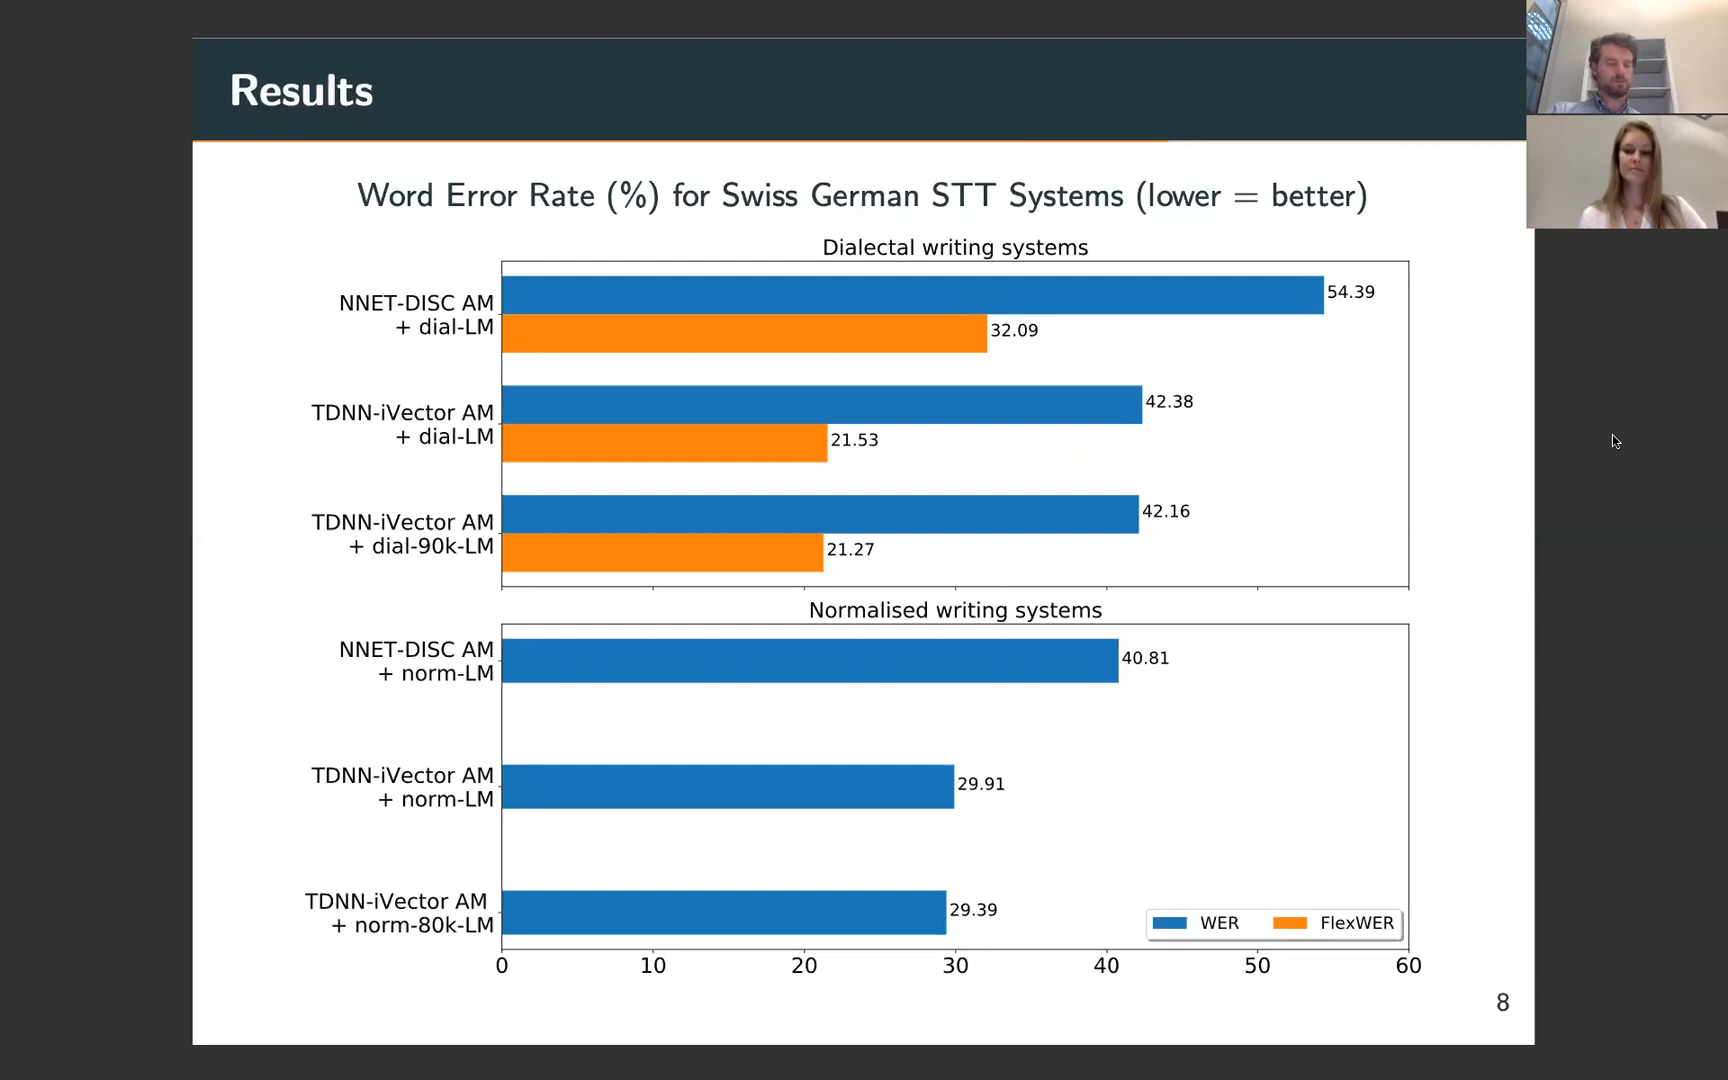 Results
Word Error Rate (%) for Swiss German STT Systems (lower = better)
Dialectal writing systems
NNET-DISC AM
+ dial-LM
54.39
32.09
TDNN-iVector AM
+ dial-LM
42.38
21.53
TDNN-iVector AM
+ dial-90k-LM
42.16
21.27
Normalised writing systems
NNET-DISC AM
+ norm-LM
40.81
TDNN-iVector AM
+ norm-LM
29.91
TDNN-iVector AM
+ norm-80k-LM
29.39
WER FlexWER
0 10 20 30 40 50 60
8